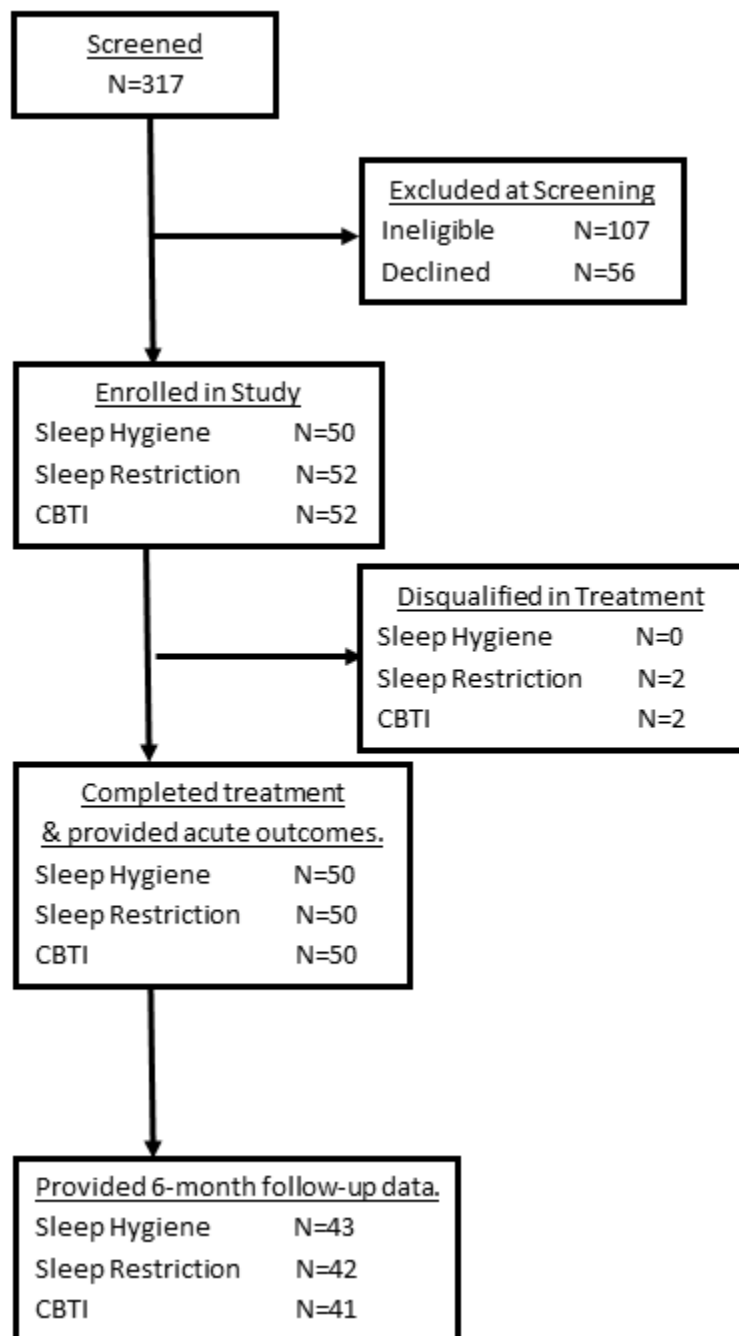 Screened
N=317
Excluded at Screening
Ineligible N=107
Declined N=56
Enrolled in Study
Sleep Hygiene N=50
Sleep Restriction N=52
CBTI N=52
Disqualified in Treatment
Sleep Hygiene N=0
Sleep Restriction N=2
CBTI N=2
Completed treatment
& provided acute outcomes.
Sleep Hygiene N=50
Sleep Restriction N=50
CBTI N=50
Provided 6-month follow-up data.
Sleep Hygiene N=43
Sleep Restriction N=42
CBTI N=41